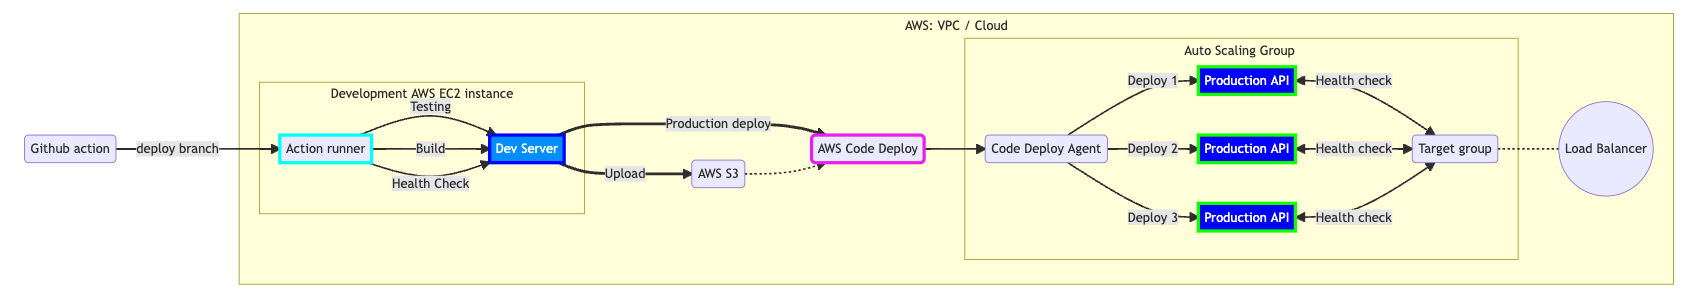 AWS: VPC / Cloud
Auto Scaling Group
Development AWS EC2 instance
Github action
deploy branch
Action runner
Testing
Build
Health Check
Dev Server
Production deploy
Upload
AWS S3
AWS Code Deploy
Code Deploy Agent
Deploy 1
Production API
Health check
Deploy 2
Production API
Health check
Deploy 3
Production API
Health check
Target group
Load Balancer